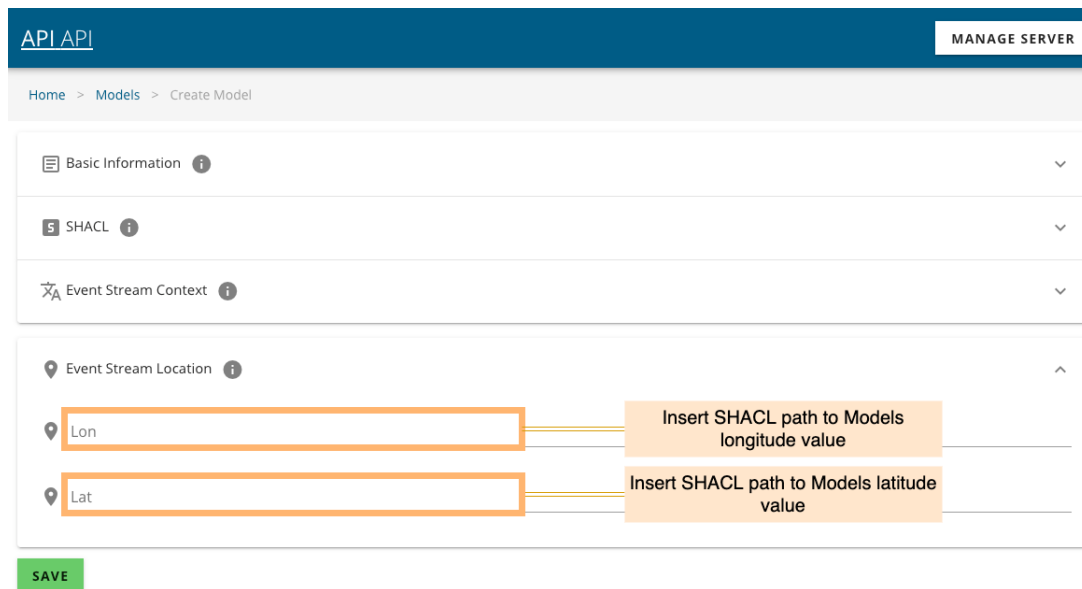 API API
MANAGE SERVER
Home > Models > Create Model
Basic Information
SHACL
Event Stream Context
Event Stream Location
Lon
Insert SHACL path to Models
longitude value
Lat
Insert SHACL path to Models latitude
value
SAVE